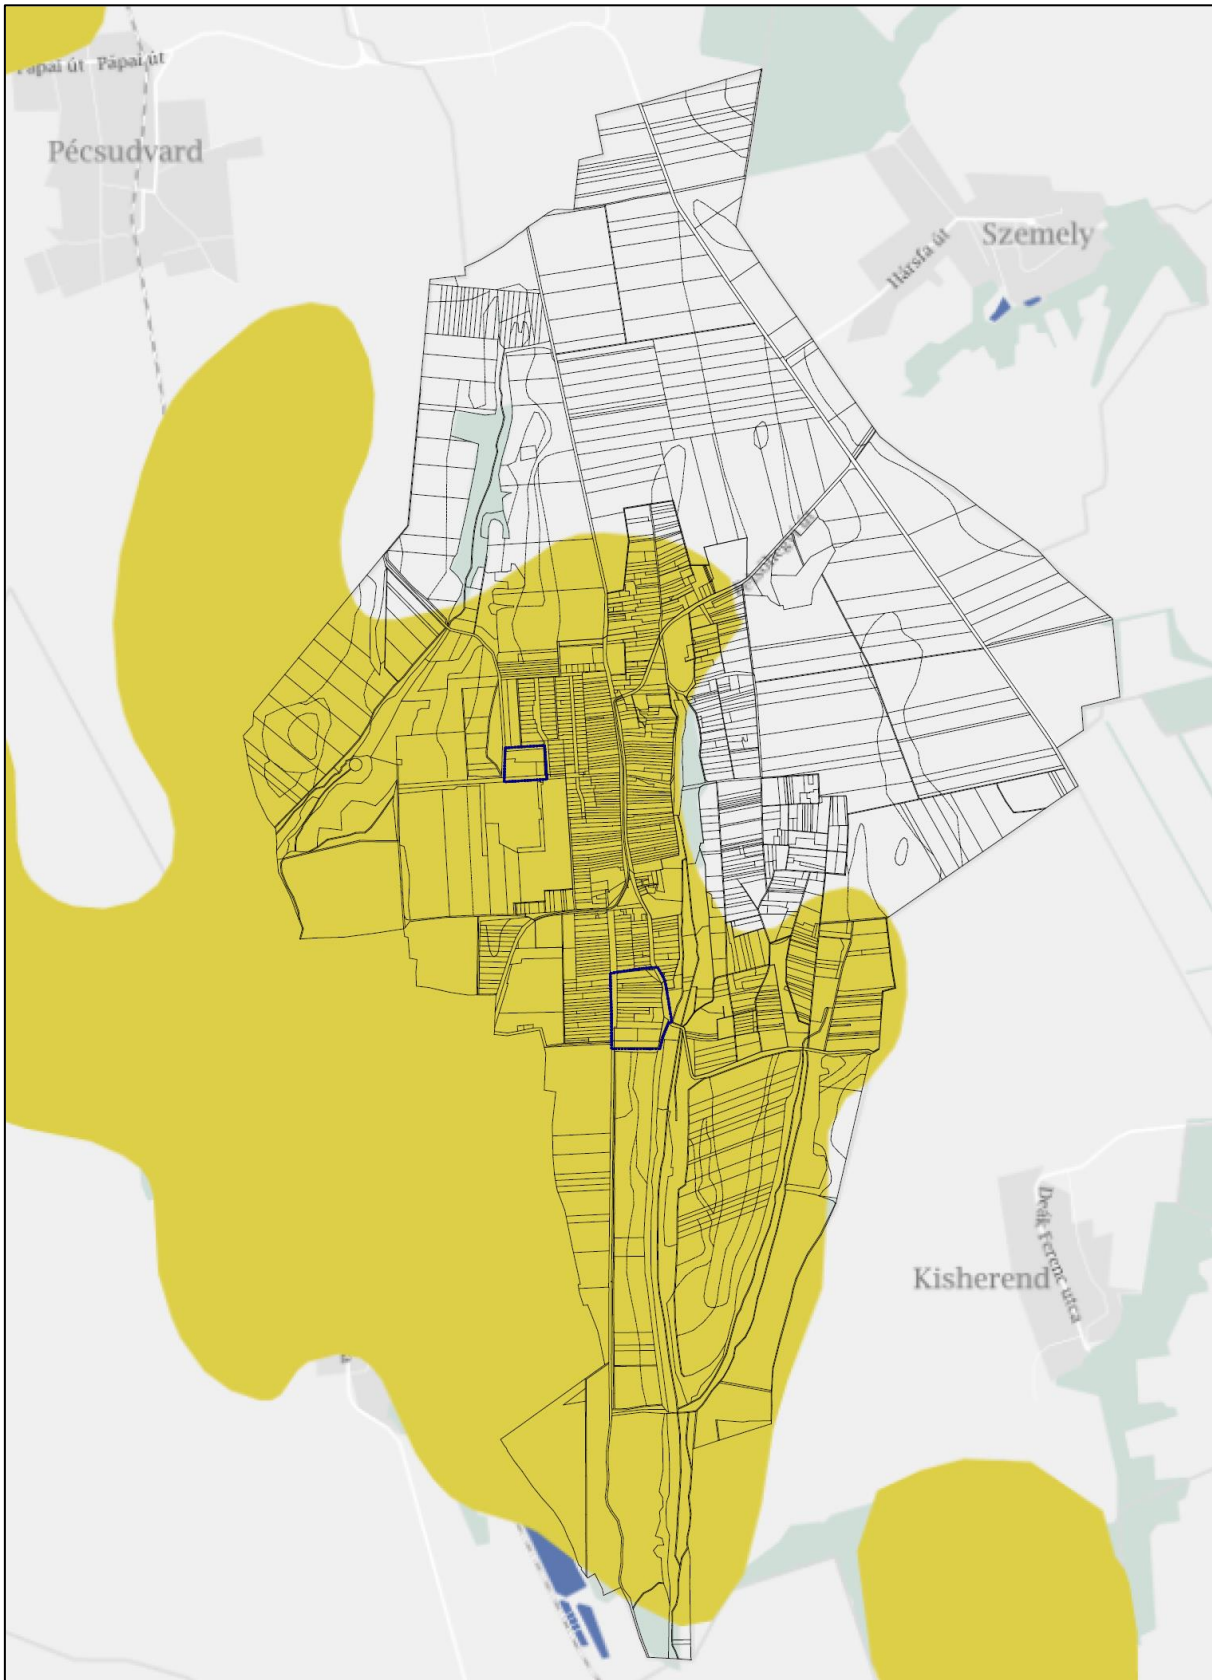 Pápai út Pápai út
Pécsudvard
Szemely
Hársfa út
Kisherend
Deák Ferenc utca